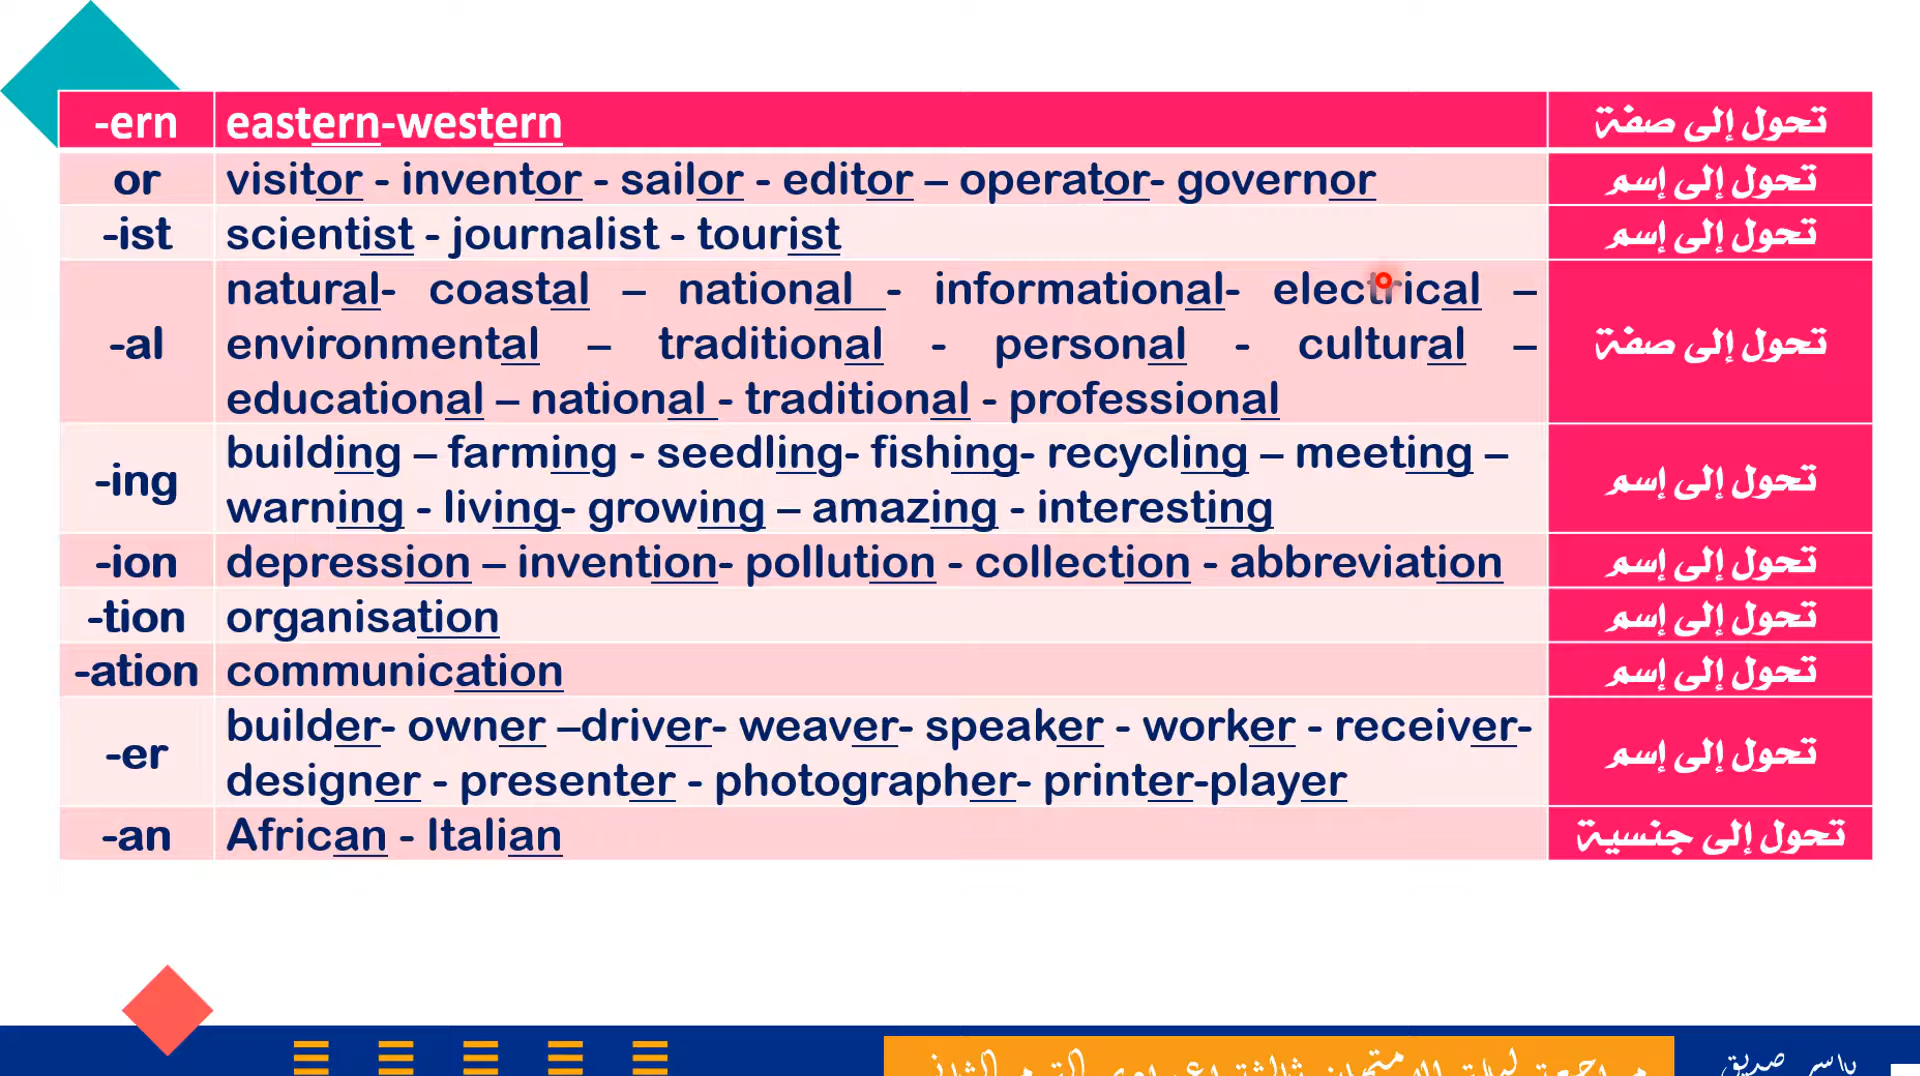 -ern eastern-western تحول إلى صفة
or visitor - inventor - sailor - editor – operator- governor تحول إلى إسم
-ist scientist - journalist - tourist تحول إلى إسم
-al natural- coastal – national - informational- electrical – تحول إلى صفة
environmental – traditional - personal - cultural –
educational – national - traditional - professional
-ing building – farming - seedling- fishing- recycling – meeting – تحول إلى إسم
warning - living- growing – amazing - interesting
-ion depression – invention- pollution - collection - abbreviation تحول إلى إسم
-tion organisation تحول إلى إسم
-ation communication تحول إلى إسم
-er builder- owner –driver- weaver- speaker - worker - receiver- تحول إلى إسم
designer - presenter - photographer- printer-player
-an African - Italian تحول إلى جنسية
ياسر صديق